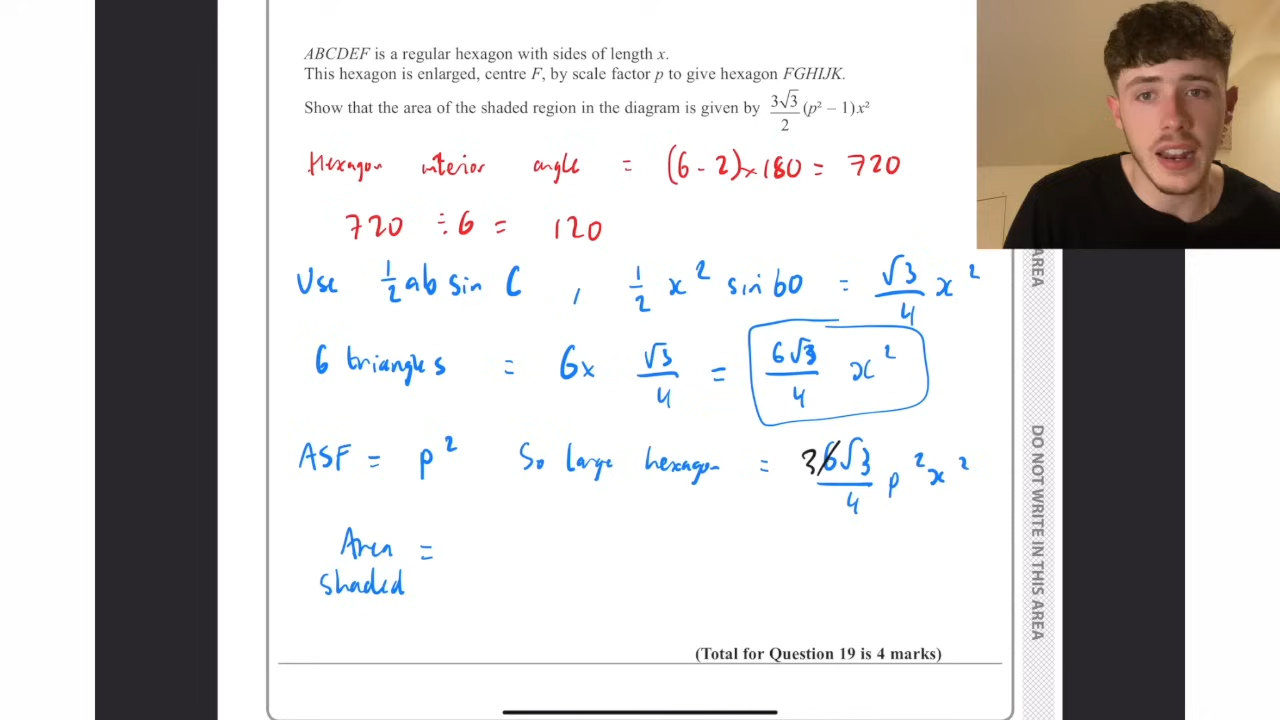 ABCDEF is a regular hexagon with sides of length x.
This hexagon is enlarged, centre F, by scale factor p to give hexagon FGHIJK.
Show that the area of the shaded region in the diagram is given by 3√3/2 (p² – 1)x²
Hexagon interior angle = (6 - 2) × 180 = 720
720 ÷ 6 = 120
Use 1/2 ab sin C , 1/2 x² sin 60 = √3/4 x²
6 triangles = 6 x √3/4 = 6√3/4 x²
ASF = p² So large hexagon = 3 6√3/4 p² x²
Area =
shaded
(Total for Question 19 is 4 marks)
AREA
DO NOT WRITE IN THIS AREA